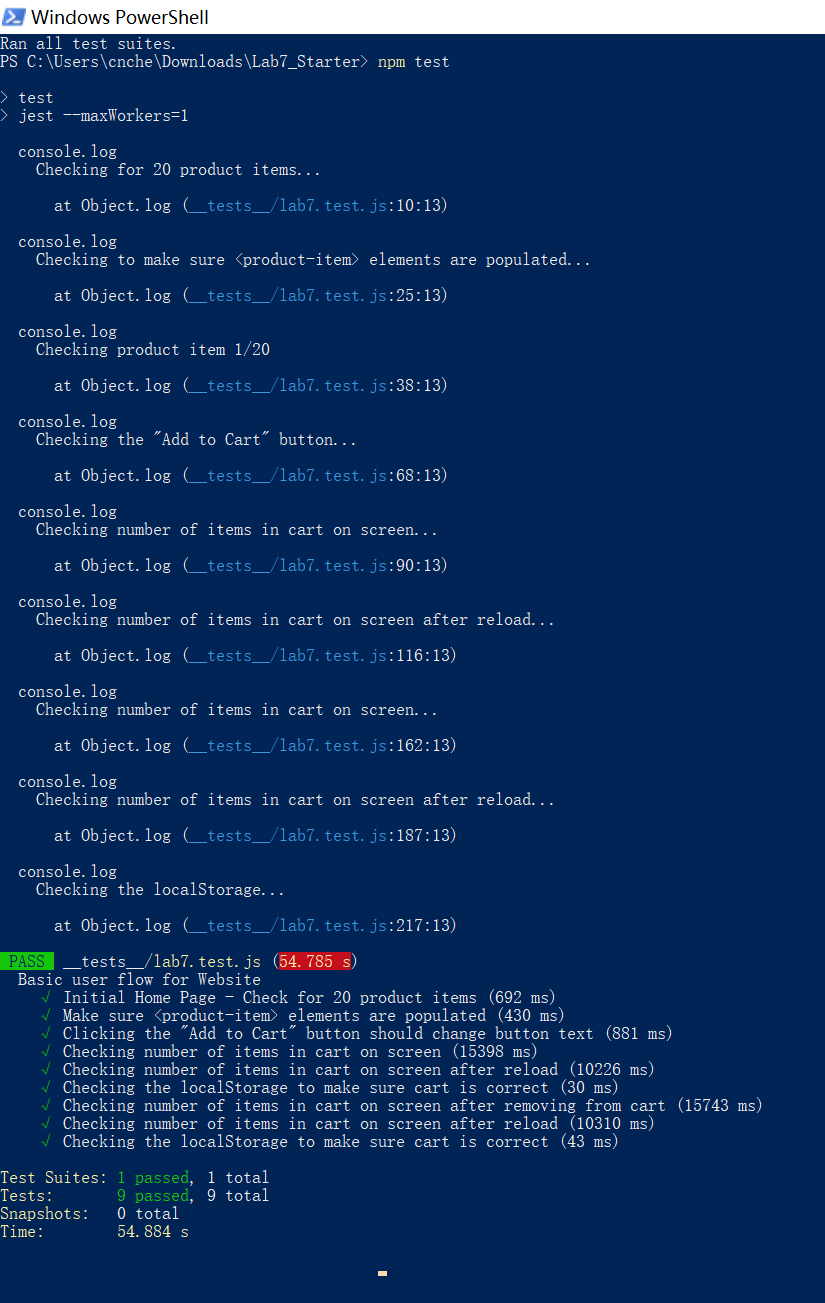 Windows PowerShell
Ran all test suites.
PS C:\Users\cnche\Downloads\Lab7_Starter> npm test
> test
> jest --maxWorkers=1
console.log
Checking for 20 product items...
at Object.log (__tests__/lab7.test.js:10:13)
console.log
Checking to make sure <product-item> elements are populated...
at Object.log (__tests__/lab7.test.js:25:13)
console.log
Checking product item 1/20
at Object.log (__tests__/lab7.test.js:38:13)
console.log
Checking the "Add to Cart" button...
at Object.log (__tests__/lab7.test.js:68:13)
console.log
Checking number of items in cart on screen...
at Object.log (__tests__/lab7.test.js:90:13)
console.log
Checking number of items in cart on screen after reload...
at Object.log (__tests__/lab7.test.js:116:13)
console.log
Checking number of items in cart on screen...
at Object.log (__tests__/lab7.test.js:162:13)
console.log
Checking number of items in cart on screen after reload...
at Object.log (__tests__/lab7.test.js:187:13)
console.log
Checking the localStorage...
at Object.log (__tests__/lab7.test.js:217:13)
PASS __tests__/lab7.test.js (54.785 s)
Basic user flow for Website
√ Initial Home Page - Check for 20 product items (692 ms)
√ Make sure <product-item> elements are populated (430 ms)
√ Clicking the "Add to Cart" button should change button text (881 ms)
√ Checking number of items in cart on screen (15398 ms)
√ Checking number of items in cart on screen after reload (10226 ms)
√ Checking the localStorage to make sure cart is correct (30 ms)
√ Checking number of items in cart on screen after removing from cart (15743 ms)
√ Checking number of items in cart on screen after reload (10310 ms)
√ Checking the localStorage to make sure cart is correct (43 ms)
Test Suites: 1 passed, 1 total
Tests: 9 passed, 9 total
Snapshots: 0 total
Time: 54.884 s